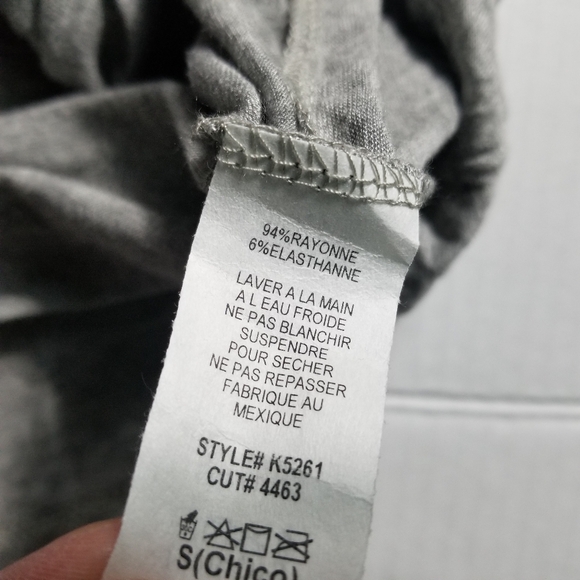 94%RAYONNE
6%ELASTHANNE
LAVER A LA MAIN
A L EAU FROIDE
NE PAS BLANCHIR
SUSPENDRE
POUR SECHER
NE PAS REPASSER
FABRIQUE AU
MEXIQUE
STYLE# K5261
CUT# 4463
S(Chico)